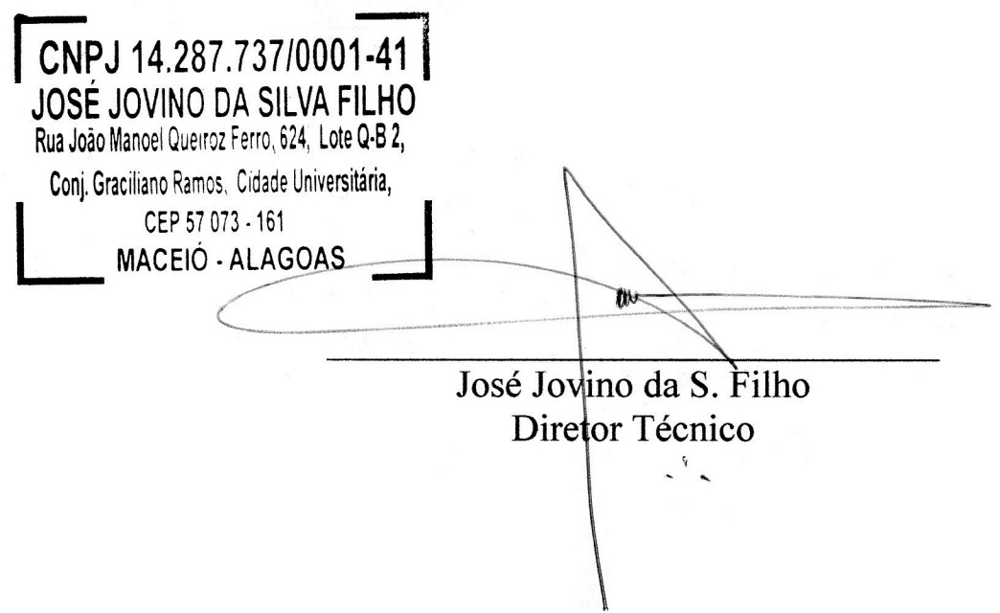 CNPJ 14.287.737/0001-41
JOSÉ JOVINO DA SILVA FILHO
Rua João Manoel Queiroz Ferro, 624, Lote Q-B 2,
Conj. Graciliano Ramos, Cidade Universitária,
CEP 57 073 - 161
MACEIÓ - ALAGOAS
José Jovino da S. Filho
Diretor Técnico